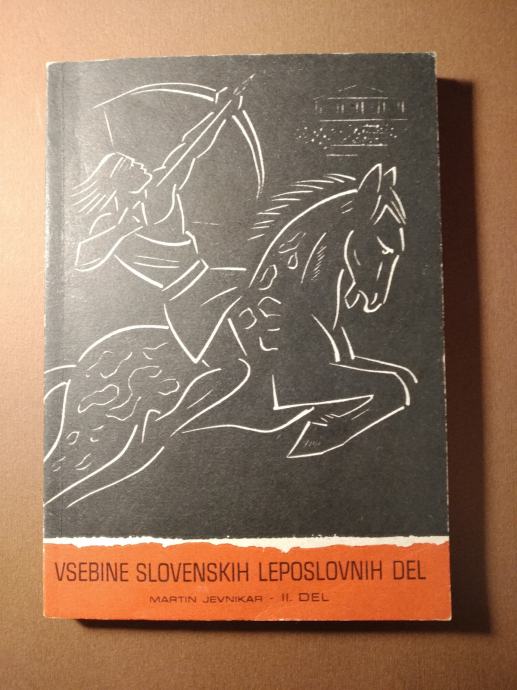 VSEBINE SLOVENSKIH LEPOSLOVNIH DEL
MARTIN JEVNIKAR - II. DEL